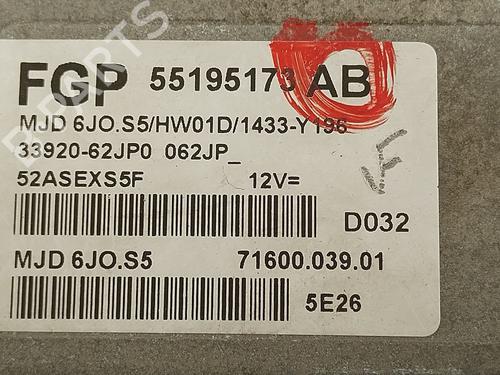 FGP 55195173 AB
MJD 6JO.S5/HW01D/1433-Y196
33920-62JP0 062JP_
52ASEXS5F 12V=
D032
MJD 6JO.S5 71600.039.01
5E26